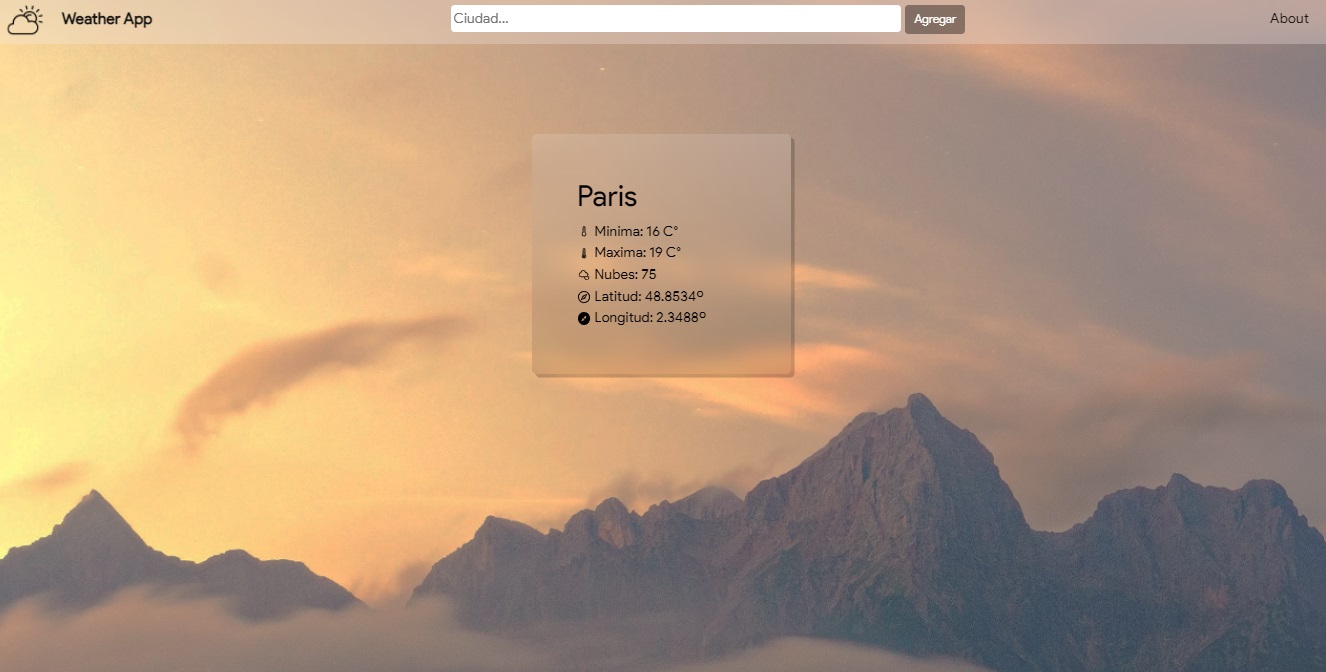 Weather App
Ciudad...
Agregar
About
Paris
Minima: 16 C°
Maxima: 19 C°
Nubes: 75
Latitud: 48.8534º
Longitud: 2.3488º